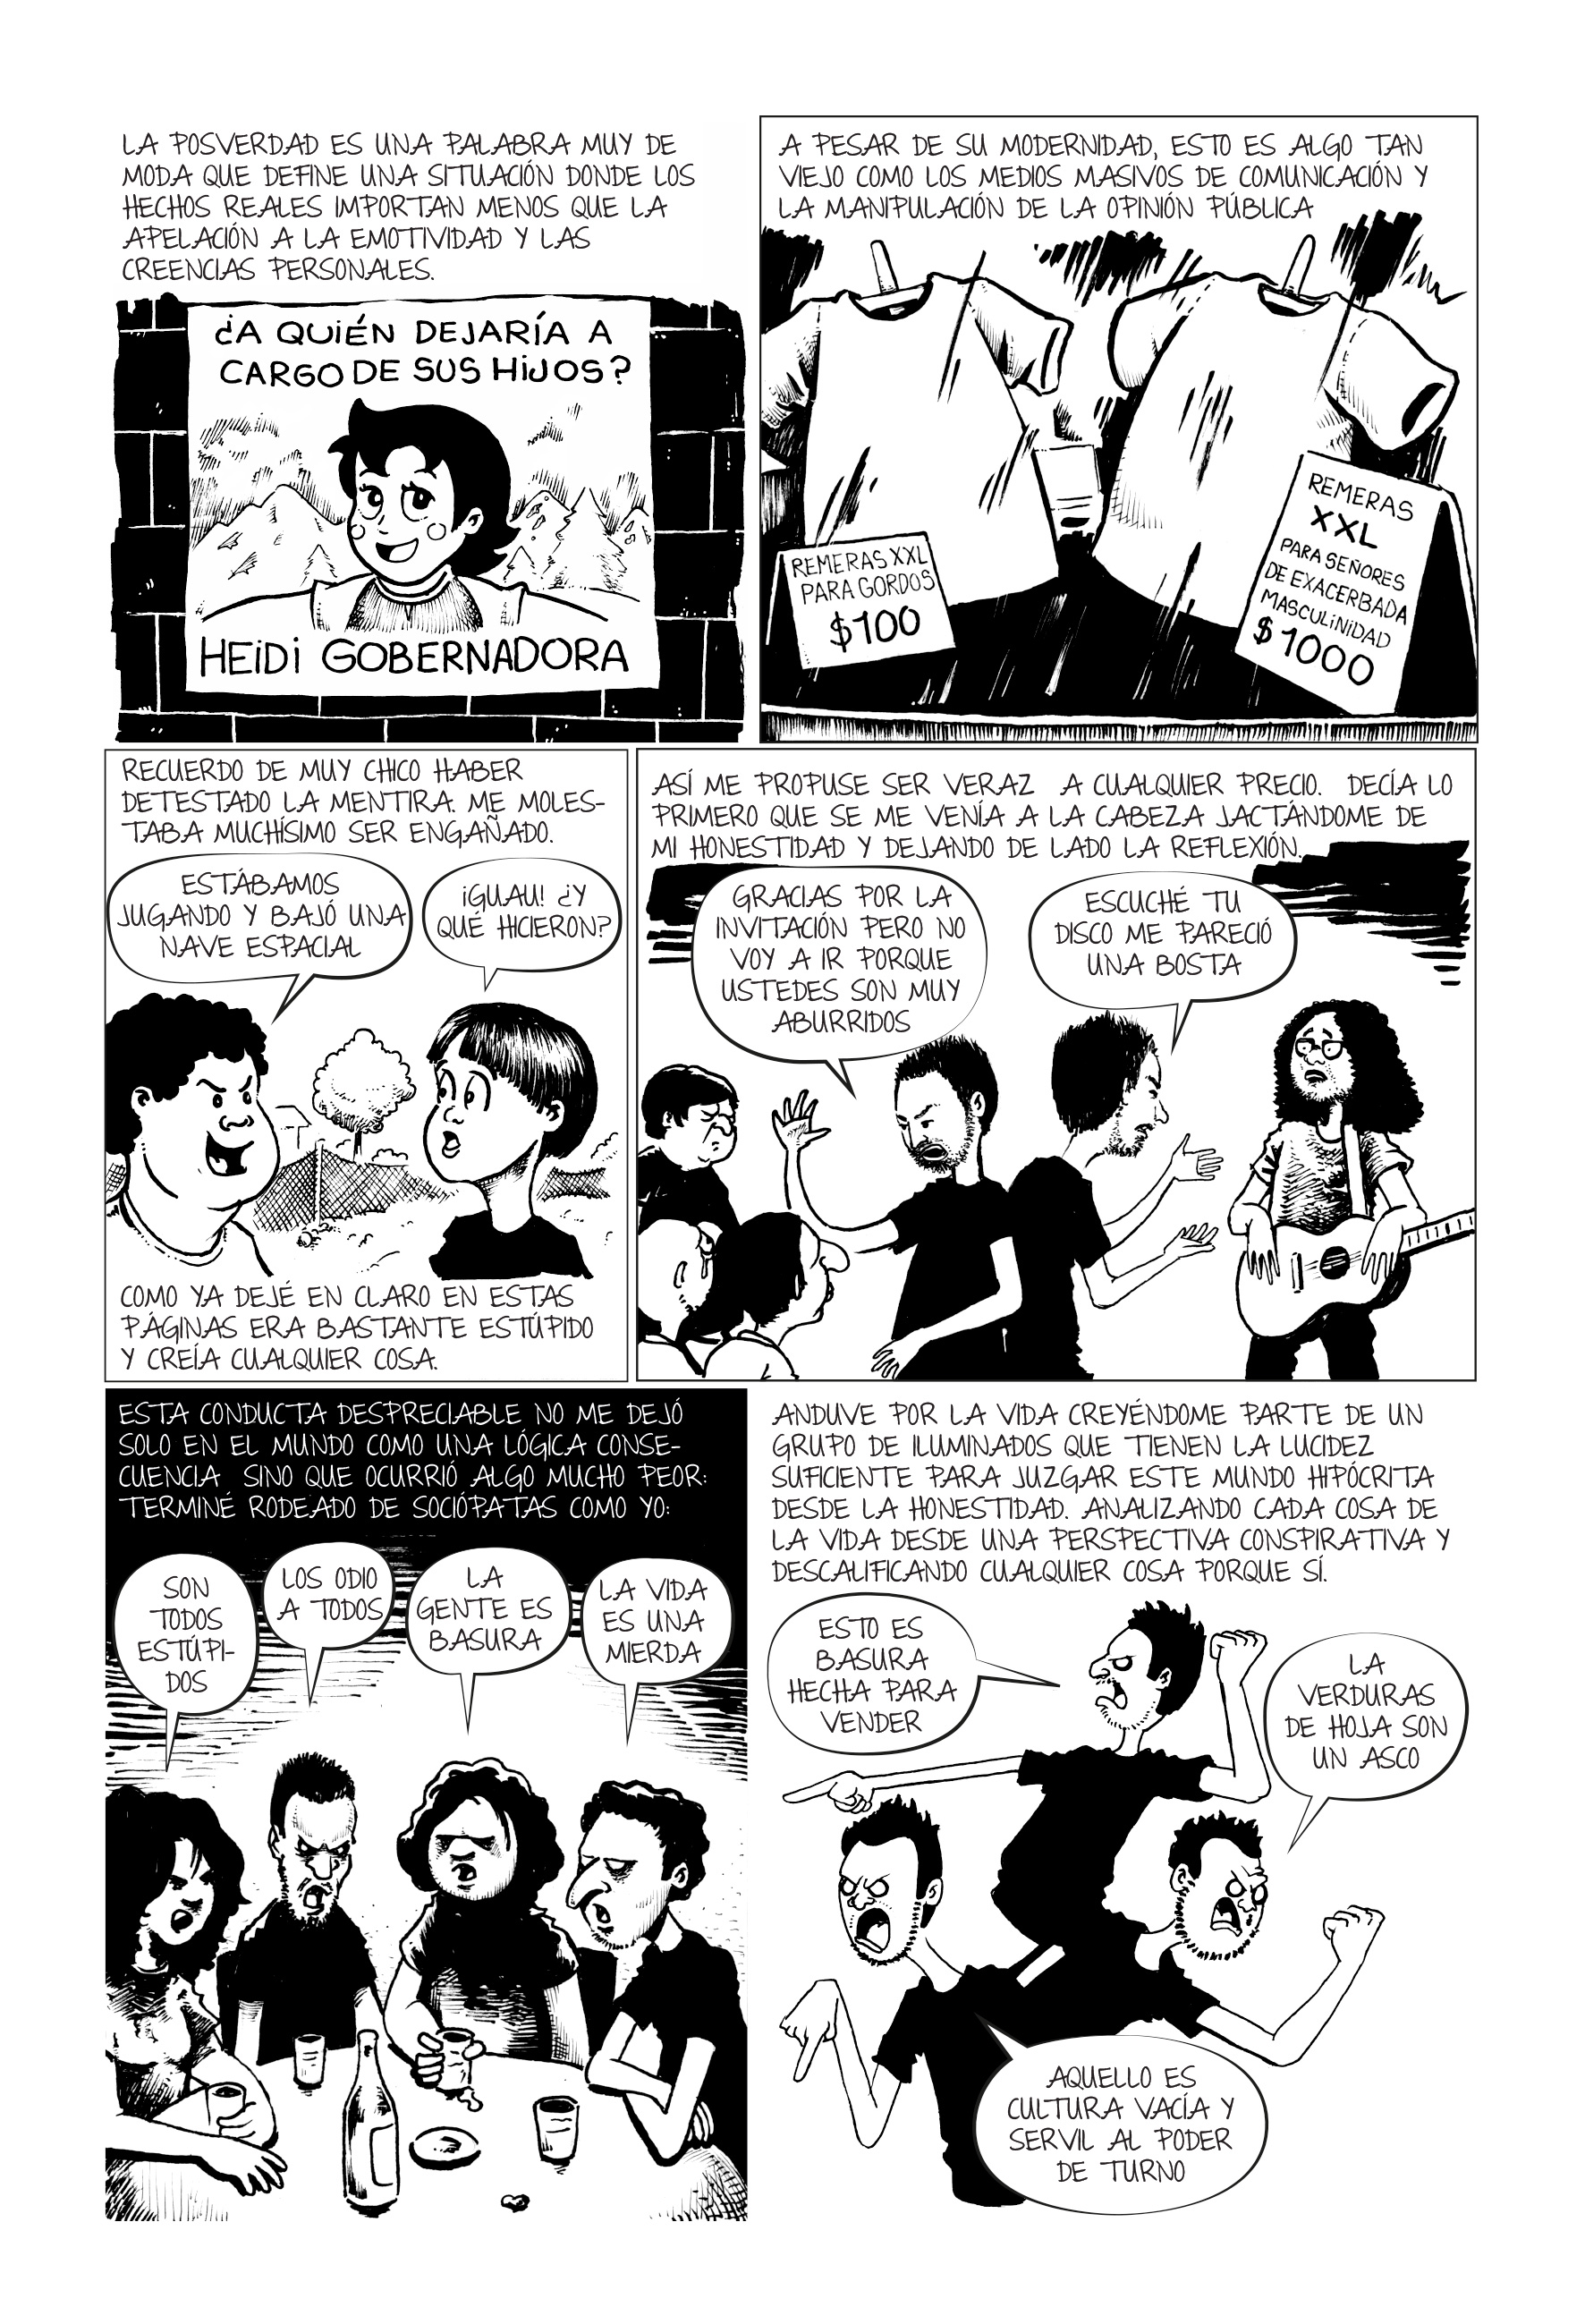 LA POSVERDAD ES UNA PALABRA MUY DE
MODA QUE DEFINE UNA SITUACIÓN DONDE LOS
HECHOS REALES IMPORTAN MENOS QUE LA
APELACIÓN A LA EMOTIVIDAD Y LAS
CREENCIAS PERSONALES.
¿A QUIÉN DEJARÍA A
CARGO DE SUS HIJOS?
HEIDI GOBERNADORA
A PESAR DE SU MODERNIDAD, ESTO ES ALGO TAN
VIEJO COMO LOS MEDIOS MASIVOS DE COMUNICACIÓN Y
LA MANIPULACIÓN DE LA OPINIÓN PÚBLICA
REMERAS XXL
PARA GORDOS
$100
REMERAS
XXL
PARA SEÑORES
DE EXACERBADA
MASCULINIDAD
$1000
RECUERDO DE MUY CHICO HABER
DETESTADO LA MENTIRA. ME MOLES-
TABA MUCHÍSIMO SER ENGAÑADO.
ESTÁBAMOS
JUGANDO Y BAJÓ UNA
NAVE ESPACIAL
¡GUAU! ¿Y
QUÉ HICIERON?
COMO YA DEJÉ EN CLARO EN ESTAS
PÁGINAS ERA BASTANTE ESTÚPIDO
Y CREÍA CUALQUIER COSA.
ASÍ ME PROPUSE SER VERAZ A CUALQUIER PRECIO. DECÍA LO
PRIMERO QUE SE ME VENÍA A LA CABEZA JACTÁNDOME DE
MI HONESTIDAD Y DEJANDO DE LADO LA REFLEXIÓN.
GRACIAS POR LA
INVITACIÓN PERO NO
VOY A IR PORQUE
USTEDES SON MUY
ABURRIDOS
ESCUCHÉ TU
DISCO ME PARECIÓ
UNA BOSTA
ESTA CONDUCTA DESPRECIABLE NO ME DEJÓ
SOLO EN EL MUNDO COMO UNA LÓGICA CONSE-
CUENCIA SINO QUE OCURRIÓ ALGO MUCHO PEOR:
TERMINÉ RODEADO DE SOCIÓPATAS COMO YO:
SON
TODOS
ESTÚPI-
DOS
LOS ODIO
A TODOS
LA
GENTE ES
BASURA
LA VIDA
ES UNA
MIERDA
ANDUVE POR LA VIDA CREYÉNDOME PARTE DE UN
GRUPO DE ILUMINADOS QUE TIENEN LA LUCIDEZ
SUFICIENTE PARA JUZGAR ESTE MUNDO HIPÓCRITA
DESDE LA HONESTIDAD. ANALIZANDO CADA COSA DE
LA VIDA DESDE UNA PERSPECTIVA CONSPIRATIVA Y
DESCALIFICANDO CUALQUIER COSA PORQUE SÍ.
ESTO ES
BASURA
HECHA PARA
VENDER
LA
VERDURAS
DE HOJA SON
UN ASCO
AQUELLO ES
CULTURA VACÍA Y
SERVIL AL PODER
DE TURNO